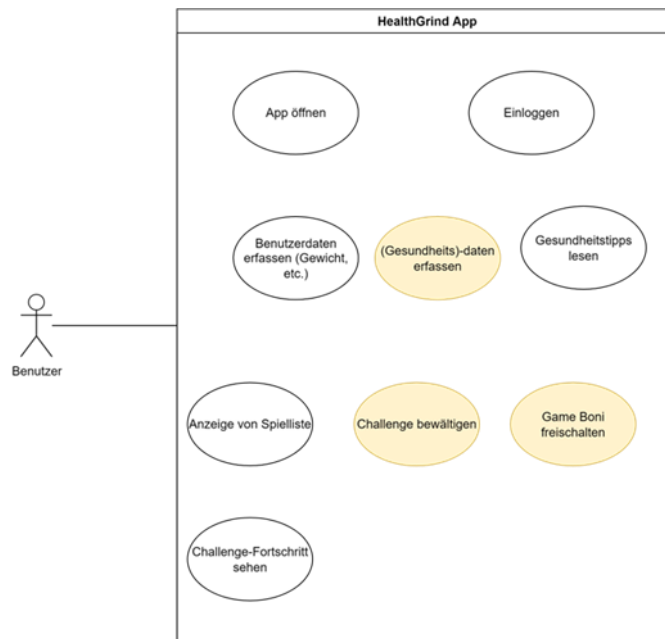 HealthGrind App
App öffnen
Einloggen
Benutzerdaten
erfassen (Gewicht,
etc.)
(Gesundheits)-daten
erfassen
Gesundheitstipps
lesen
Benutzer
Anzeige von Spielliste
Challenge bewältigen
Game Boni
freischalten
Challenge-Fortschritt
sehen